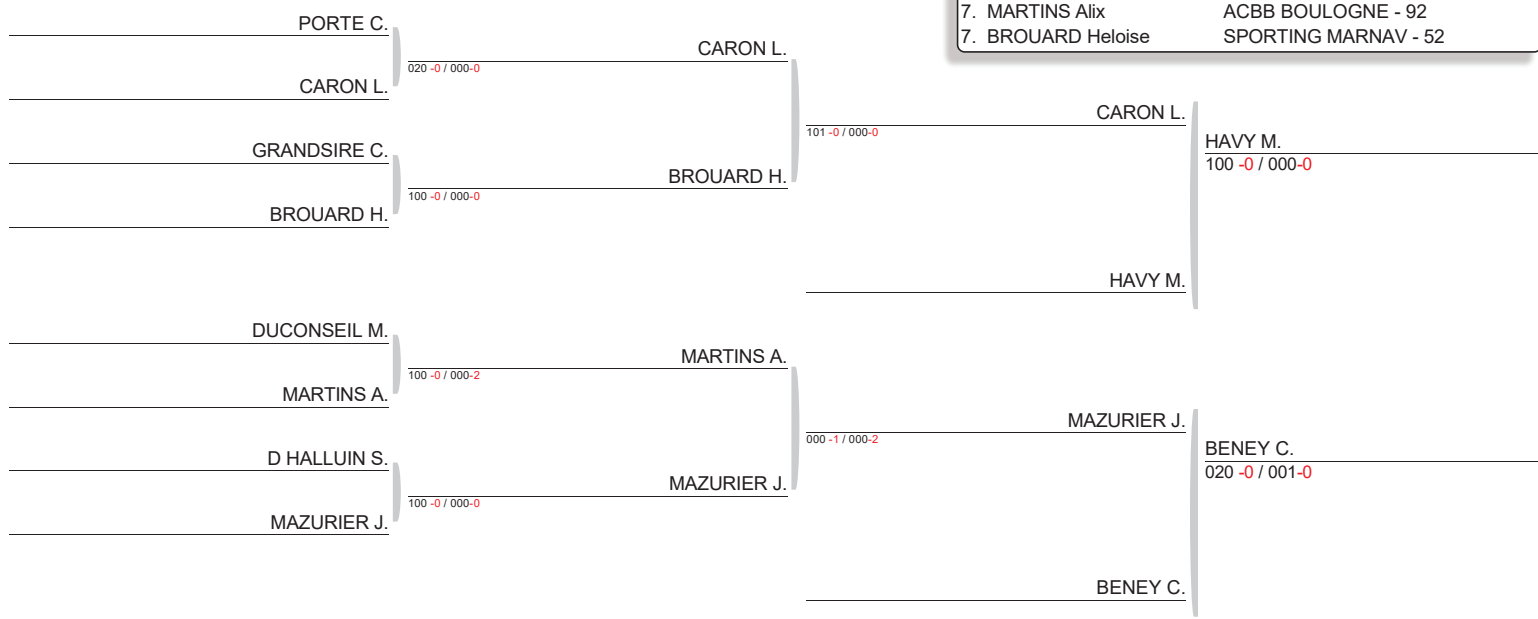 7. MARTINS Alix ACBB BOULOGNE - 92
7. BROUARD Heloise SPORTING MARNAV - 52
PORTE C.
CARON L.
020 -0 / 000-0
CARON L.
GRANDSIRE C.
BROUARD H.
100 -0 / 000-0
BROUARD H.
101 -0 / 000-0
CARON L.
HAVY M.
HAVY M.
100 -0 / 000-0
DUCONSEIL M.
MARTINS A.
100 -0 / 000-2
MARTINS A.
D HALLUIN S.
MAZURIER J.
100 -0 / 000-0
MAZURIER J.
000 -1 / 000-2
MAZURIER J.
BENEY C.
BENEY C.
020 -0 / 001-0